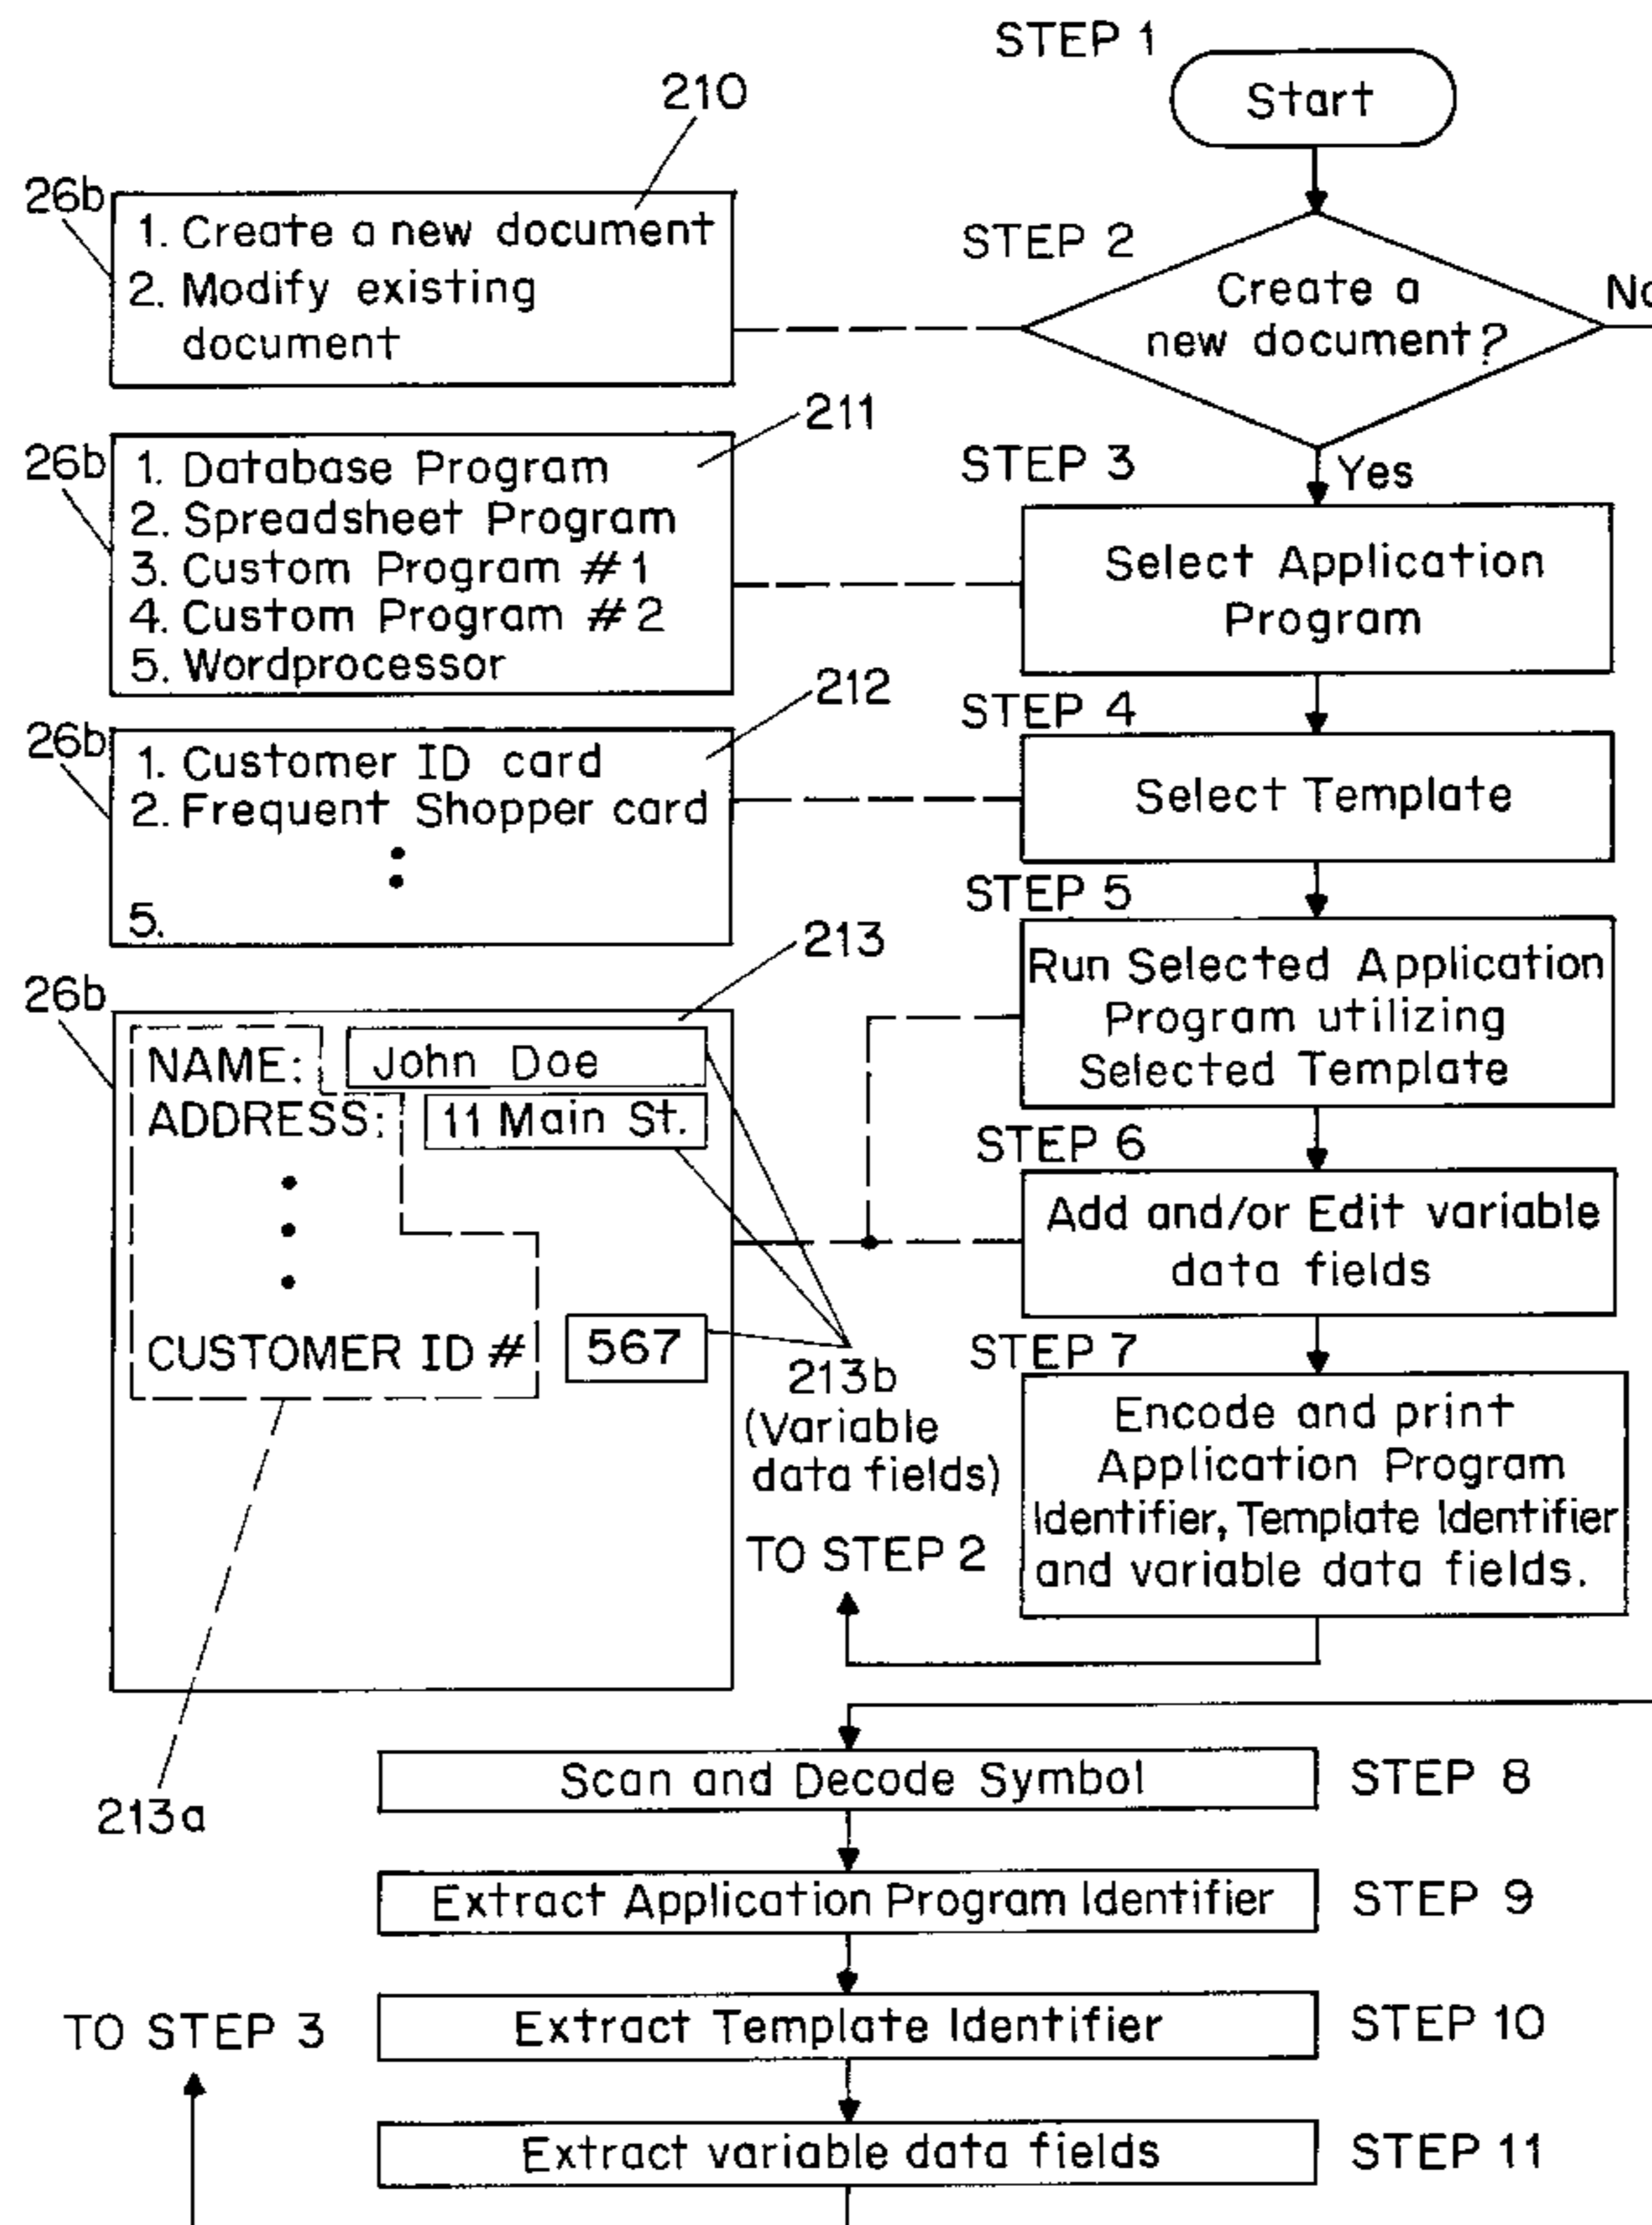 STEP 1
Start
210
26b
1. Create a new document
2. Modify existing
document
STEP 2
Create a
new document?
No
211
26b
1. Database Program
2. Spreadsheet Program
3. Custom Program #1
4. Custom Program #2
5. Wordprocessor
STEP 3
Yes
Select Application
Program
212
26b
1. Customer ID card
2. Frequent Shopper card
5.
STEP 4
Select Template
213
26b
NAME: John Doe
ADDRESS: 11 Main St.
CUSTOMER ID # 567
213b
(Variable
data fields)
213a
STEP 5
Run Selected Application
Program utilizing
Selected Template
STEP 6
Add and/or Edit variable
data fields
STEP 7
Encode and print
Application Program
Identifier, Template Identifier
and variable data fields.
TO STEP 2
Scan and Decode Symbol STEP 8
Extract Application Program Identifier STEP 9
TO STEP 3
Extract Template Identifier STEP 10
Extract variable data fields STEP 11